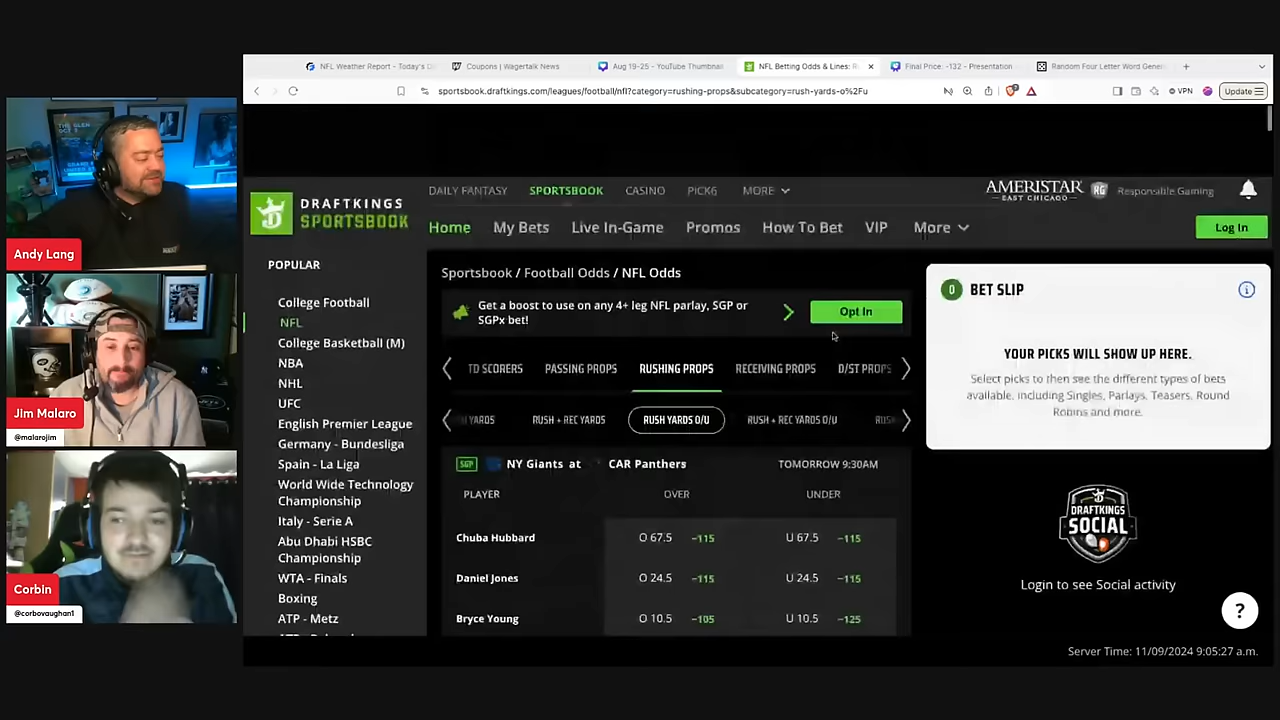 NFL Weather Report - Today's
Coupons | Wagertalk News
Aug 19-25 - YouTube Thumbnail
NFL Betting Odds & Lines:
Final Price: -132 - Presentation
Random Four Letter Word
sportsbook.draftkings.com/leagues/football/nfl?category=rushing-props&subcategory=rush-yards-o%2Fu
VPN
Update
Andy Lang
Jim Malaro
@malarojim
Corbin
@corbovaughan1
DRAFTKINGS
SPORTSBOOK
DAILY FANTASY
SPORTSBOOK
CASINO
PICK6
MORE
AMERISTAR
EAST CHICAGO
RG
Responsible Gaming
Home
My Bets
Live In-Game
Promos
How To Bet
VIP
More
Log In
POPULAR
College Football
NFL
College Basketball (M)
NBA
NHL
UFC
English Premier League
Germany - Bundesliga
Spain - La Liga
World Wide Technology
Championship
Italy - Serie A
Abu Dhabi HSBC
Championship
WTA - Finals
Boxing
ATP - Metz
Sportsbook / Football Odds / NFL Odds
Get a boost to use on any 4+ leg NFL parlay, SGP or
SGPx bet!
Opt In
TD SCORERS
PASSING PROPS
RUSHING PROPS
RECEIVING PROPS
D/ST PROPS
YARDS
RUSH + REC YARDS
RUSH YARDS O/U
RUSH + REC YARDS O/U
SGP
NY Giants at
CAR Panthers
TOMORROW 9:30AM
PLAYER
OVER
UNDER
Chuba Hubbard
O 67.5 −115
U 67.5 −115
Daniel Jones
O 24.5 −115
U 24.5 −115
Bryce Young
O 10.5 −105
U 10.5 −125
0
BET SLIP
YOUR PICKS WILL SHOW UP HERE.
Select picks to then see the different types of bets
available, including Singles, Parlays, Teasers, Round
Robins and more.
DRAFTKINGS
SOCIAL
Login to see Social activity
?
Server Time: 11/09/2024 9:05:27 a.m.